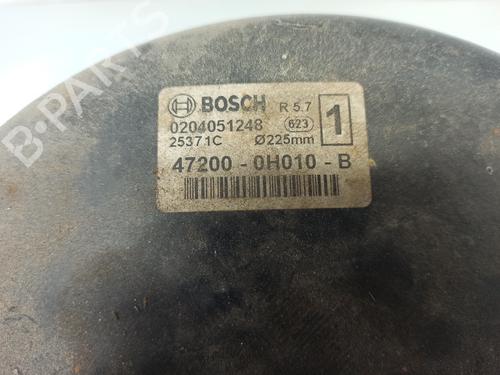 BOSCH R 5.7
0204051248 623 1
25371C Ø225mm
47200 - 0H010 - B
B-PARTS